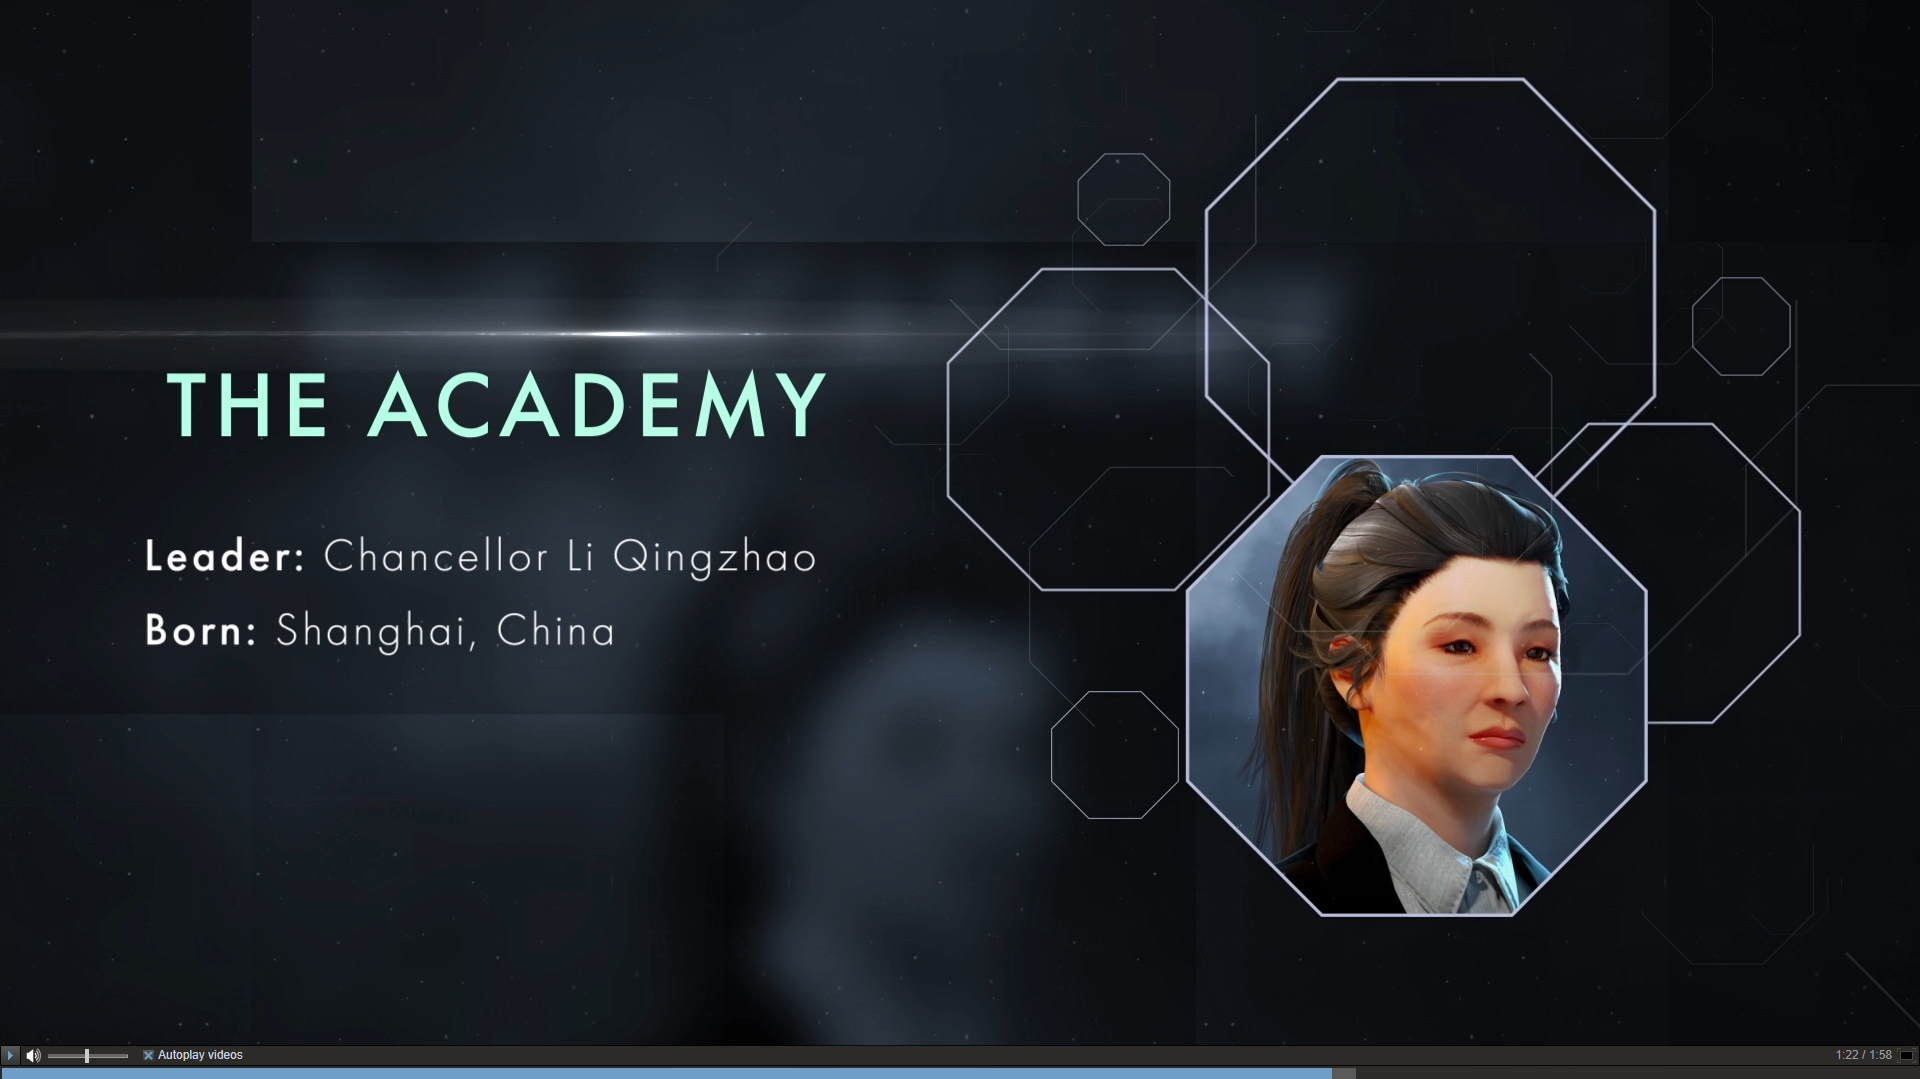 THE ACADEMY
Leader: Chancellor Li Qingzhao
Born: Shanghai, China
Autoplay videos
1:22 / 1:58